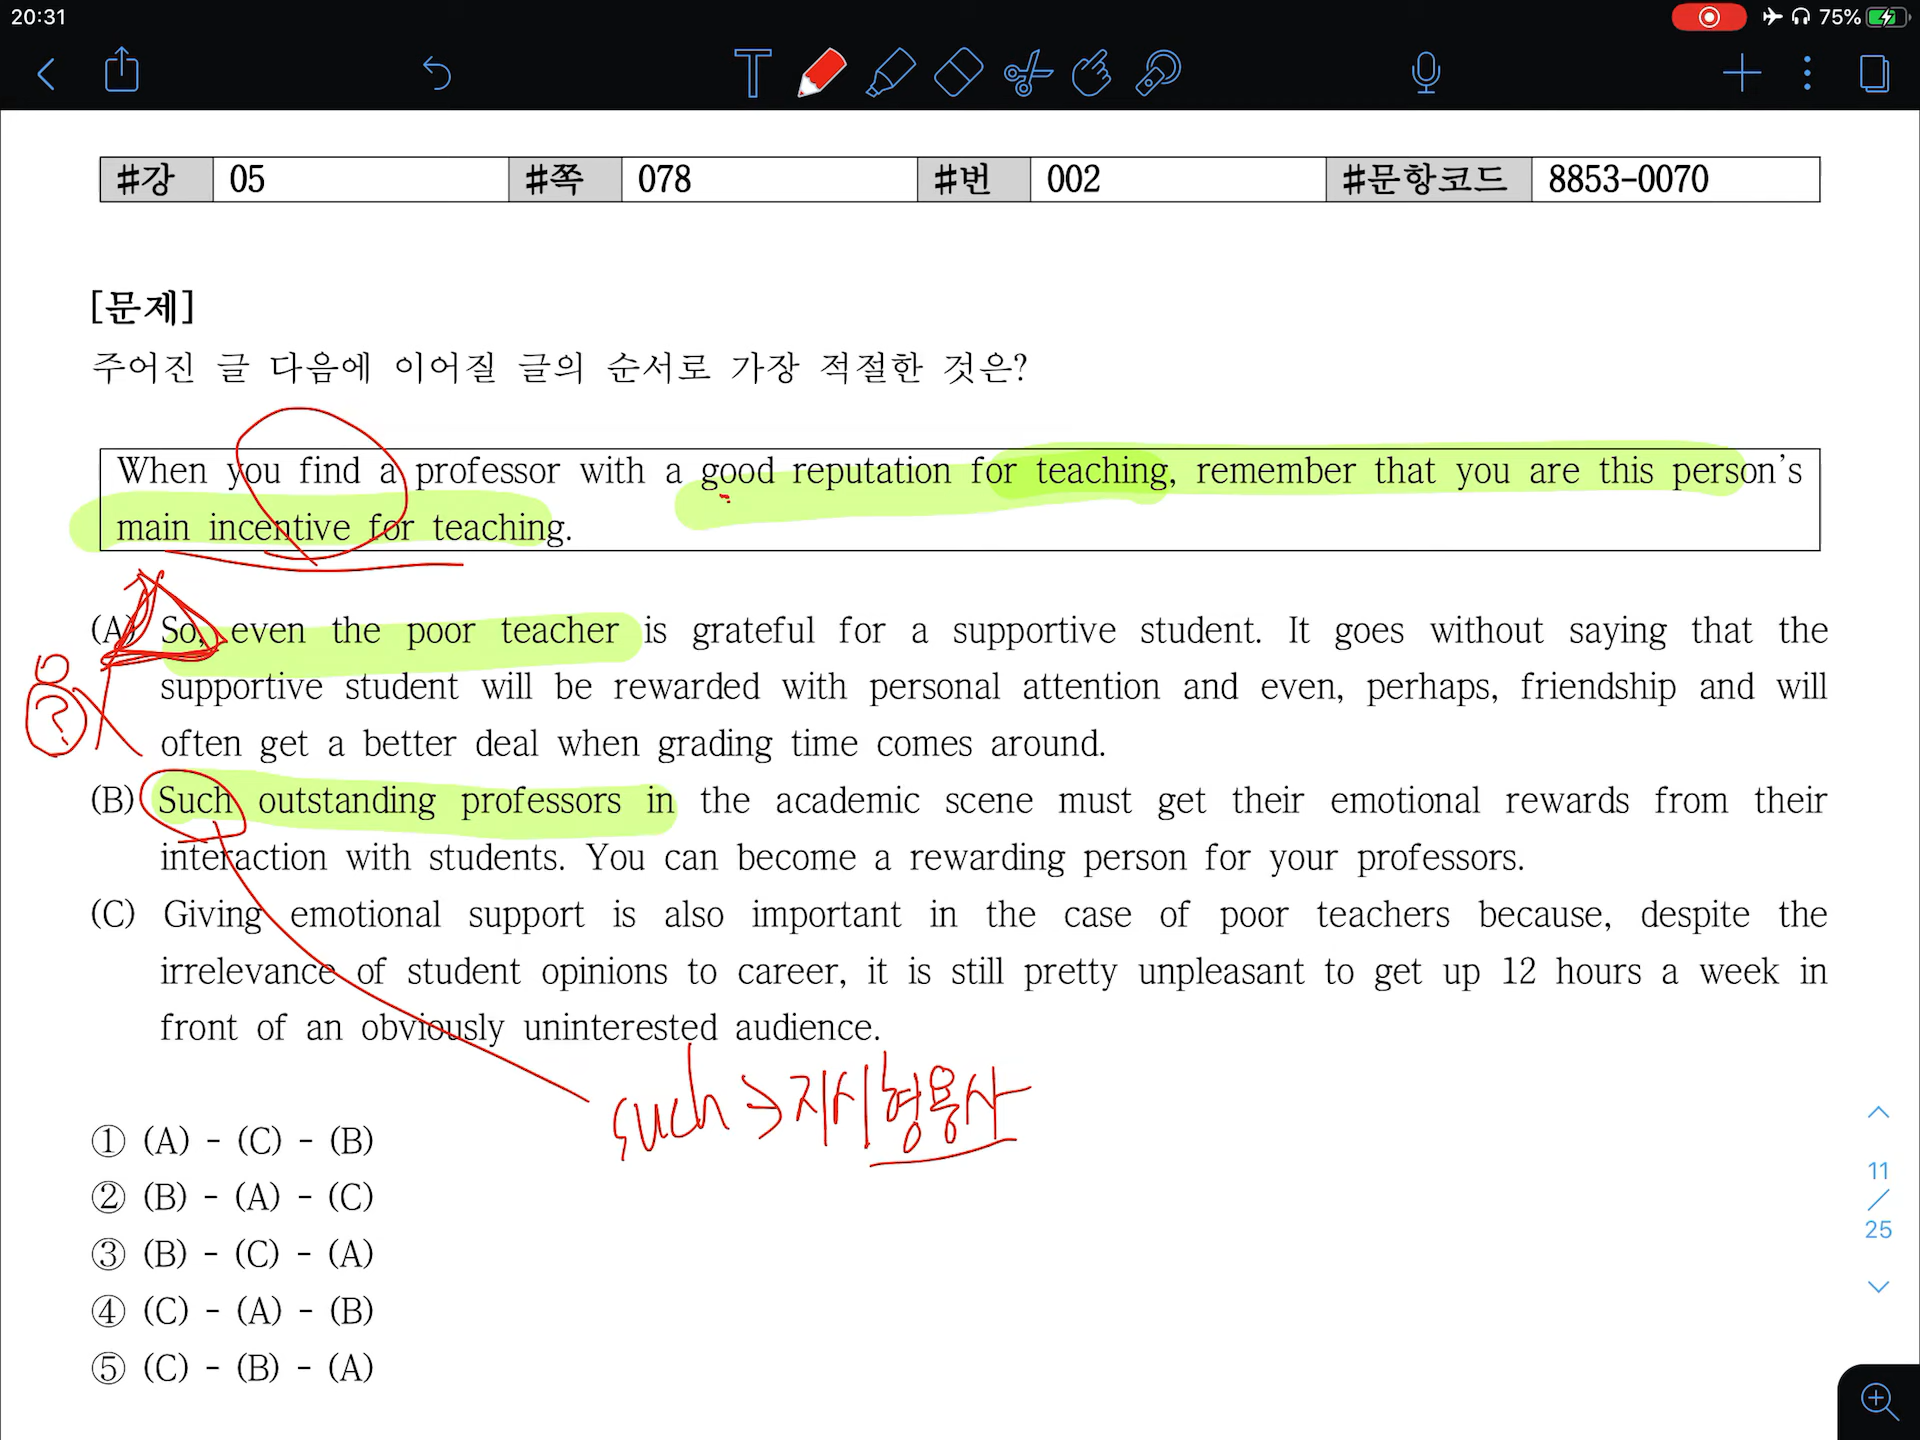 20:31
75%
#강 05 #쪽 078 #번 002 #문항코드 8853-0070
[문제]
주어진 글 다음에 이어질 글의 순서로 가장 적절한 것은?
When you find a professor with a good reputation for teaching, remember that you are this person's
main incentive for teaching.
(A) So, even the poor teacher is grateful for a supportive student. It goes without saying that the
supportive student will be rewarded with personal attention and even, perhaps, friendship and will
often get a better deal when grading time comes around.
?
(B) Such outstanding professors in the academic scene must get their emotional rewards from their
interaction with students. You can become a rewarding person for your professors.
(C) Giving emotional support is also important in the case of poor teachers because, despite the
irrelevance of student opinions to career, it is still pretty unpleasant to get up 12 hours a week in
front of an obviously uninterested audience.
such → 지시형용사
① (A) - (C) - (B)
② (B) - (A) - (C)
③ (B) - (C) - (A)
④ (C) - (A) - (B)
⑤ (C) - (B) - (A)
11
/
25